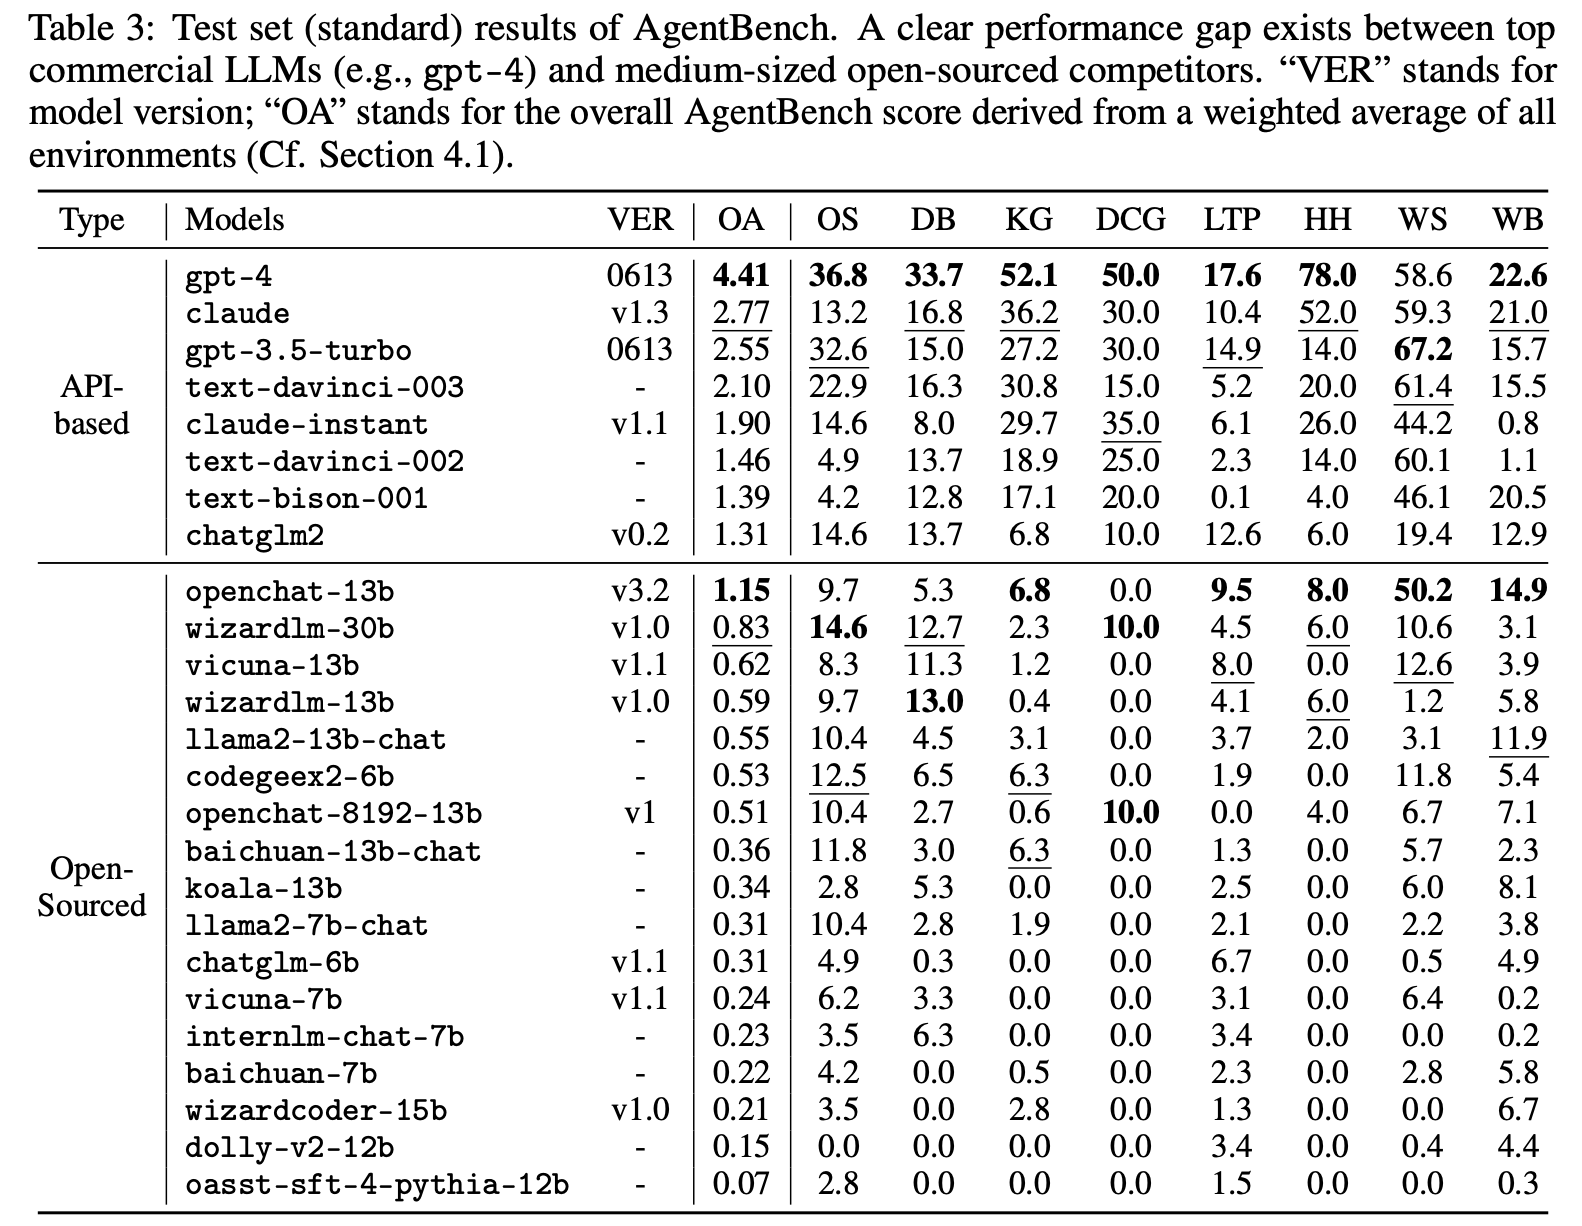 Table 3: Test set (standard) results of AgentBench. A clear performance gap exists between top
commercial LLMs (e.g., gpt-4) and medium-sized open-sourced competitors. “VER” stands for
model version; “OA” stands for the overall AgentBench score derived from a weighted average of all
environments (Cf. Section 4.1).
Type Models VER OA OS DB KG DCG LTP HH WS WB
API-
based
gpt-4 0613 4.41 36.8 33.7 52.1 50.0 17.6 78.0 58.6 22.6
claude v1.3 2.77 13.2 16.8 36.2 30.0 10.4 52.0 59.3 21.0
gpt-3.5-turbo 0613 2.55 32.6 15.0 27.2 30.0 14.9 14.0 67.2 15.7
text-davinci-003 - 2.10 22.9 16.3 30.8 15.0 5.2 20.0 61.4 15.5
claude-instant v1.1 1.90 14.6 8.0 29.7 35.0 6.1 26.0 44.2 0.8
text-davinci-002 - 1.46 4.9 13.7 18.9 25.0 2.3 14.0 60.1 1.1
text-bison-001 - 1.39 4.2 12.8 17.1 20.0 0.1 4.0 46.1 20.5
chatglm2 v0.2 1.31 14.6 13.7 6.8 10.0 12.6 6.0 19.4 12.9
Open-
Sourced
openchat-13b v3.2 1.15 9.7 5.3 6.8 0.0 9.5 8.0 50.2 14.9
wizardlm-30b v1.0 0.83 14.6 12.7 2.3 10.0 4.5 6.0 10.6 3.1
vicuna-13b v1.1 0.62 8.3 11.3 1.2 0.0 8.0 0.0 12.6 3.9
wizardlm-13b v1.0 0.59 9.7 13.0 0.4 0.0 4.1 6.0 1.2 5.8
llama2-13b-chat - 0.55 10.4 4.5 3.1 0.0 3.7 2.0 3.1 11.9
codegeex2-6b - 0.53 12.5 6.5 6.3 0.0 1.9 0.0 11.8 5.4
openchat-8192-13b v1 0.51 10.4 2.7 0.6 10.0 0.0 4.0 6.7 7.1
baichuan-13b-chat - 0.36 11.8 3.0 6.3 0.0 1.3 0.0 5.7 2.3
koala-13b - 0.34 2.8 5.3 0.0 0.0 2.5 0.0 6.0 8.1
llama2-7b-chat - 0.31 10.4 2.8 1.9 0.0 2.1 0.0 2.2 3.8
chatglm-6b v1.1 0.31 4.9 0.3 0.0 0.0 6.7 0.0 0.5 4.9
vicuna-7b v1.1 0.24 6.2 3.3 0.0 0.0 3.1 0.0 6.4 0.2
internlm-chat-7b - 0.23 3.5 6.3 0.0 0.0 3.4 0.0 0.0 0.2
baichuan-7b - 0.22 4.2 0.0 0.5 0.0 2.3 0.0 2.8 5.8
wizardcoder-15b v1.0 0.21 3.5 0.0 2.8 0.0 1.3 0.0 0.0 6.7
dolly-v2-12b - 0.15 0.0 0.0 0.0 0.0 3.4 0.0 0.4 4.4
oasst-sft-4-pythia-12b - 0.07 2.8 0.0 0.0 0.0 1.5 0.0 0.0 0.3